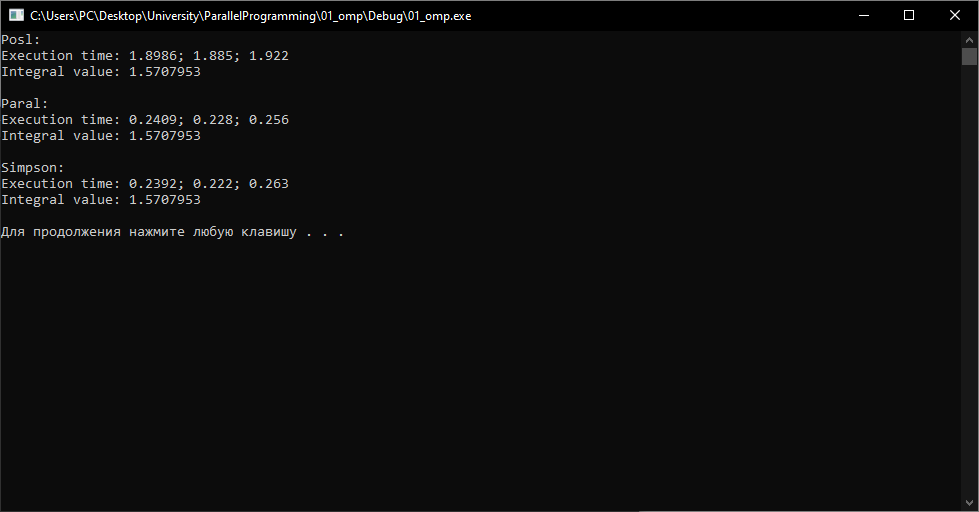 C:\Users\PC\Desktop\University\ParallelProgramming\01_omp\Debug\01_omp.exe
Posl:
Execution time: 1.8986; 1.885; 1.922
Integral value: 1.5707953
Paral:
Execution time: 0.2409; 0.228; 0.256
Integral value: 1.5707953
Simpson:
Execution time: 0.2392; 0.222; 0.263
Integral value: 1.5707953
Для продолжения нажмите любую клавишу . . .